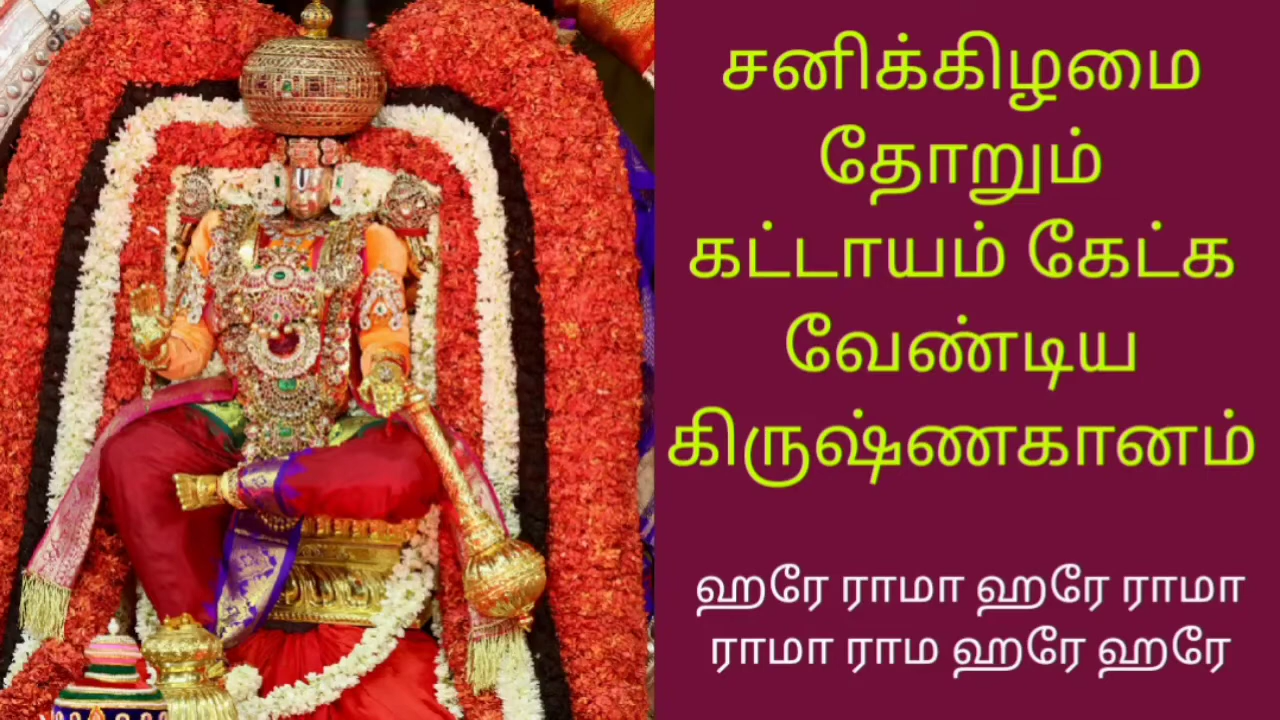 சனிக்கிழமை
தோறும்
கட்டாயம் கேட்க
வேண்டிய
கிருஷ்ணகானம்
ஹரே ராமா ஹரே ராமா
ராமா ராம ஹரே ஹரே